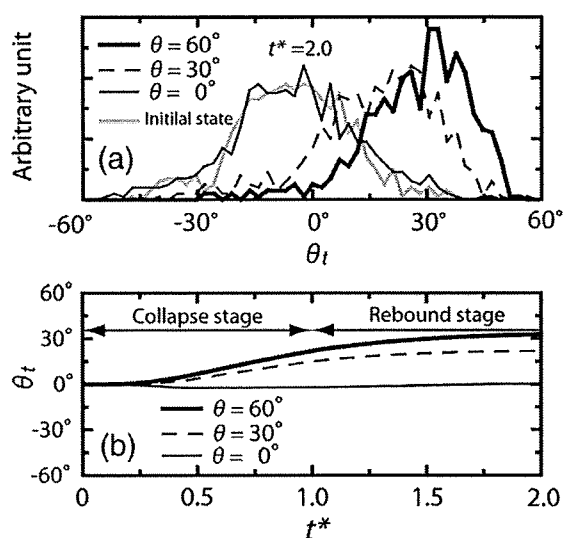 Arbitrary unit
θ = 60°
θ = 30°
θ = 0°
Initilal state
t* =2.0
(a)
-60° -30° 0° 30° 60°
θt
60°
30°
0°
-30°
-60°
θt
Collapse stage
Rebound stage
θ = 60°
θ = 30°
θ = 0°
(b)
0 0.5 1.0 1.5 2.0
t*